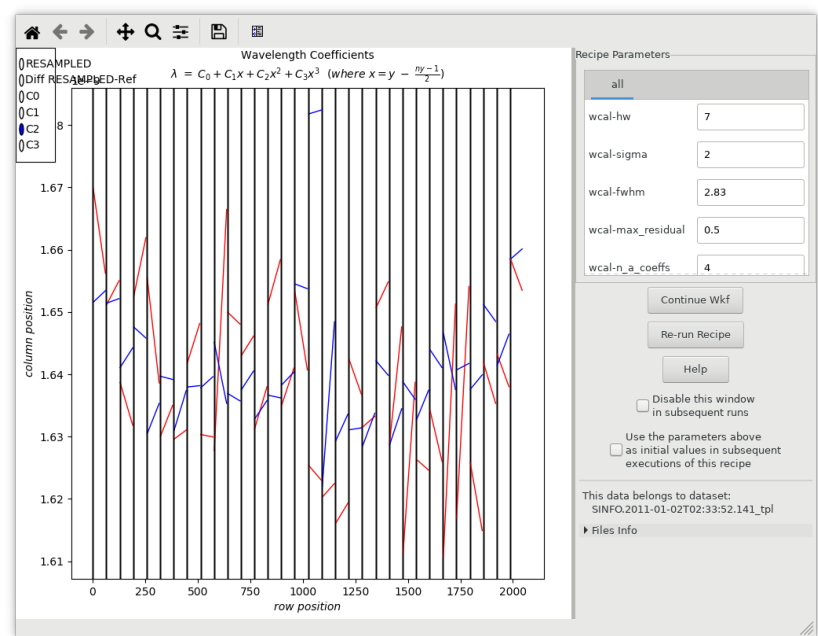 Wavelength Coefficients
λ = C₀ + C₁x + C₂x² + C₃x³ (where x = y − (ny−1)/2)
RESAMPLED
Diff RESAMPLED-Ref
C0
C1
C2
C3
8
1.67
1.66
1.65
1.64
1.63
1.62
1.61
column position
0 250 500 750 1000 1250 1500 1750 2000
row position
Recipe Parameters
all
wcal-hw 7
wcal-sigma 2
wcal-fwhm 2.83
wcal-max_residual 0.5
wcal-n_a_coeffs 4
Continue Wkf
Re-run Recipe
Help
Disable this window
in subsequent runs
Use the parameters above
as initial values in subsequent
executions of this recipe
This data belongs to dataset:
SINFO.2011-01-02T02:33:52.141_tpl
Files Info